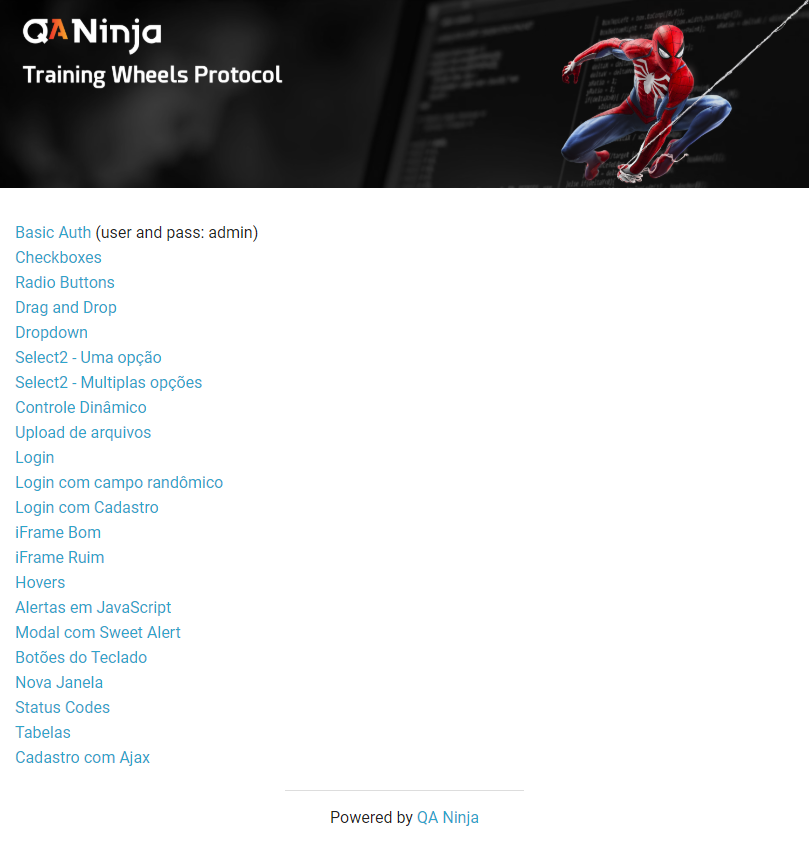 QA Ninja
Training Wheels Protocol
Basic Auth (user and pass: admin)
Checkboxes
Radio Buttons
Drag and Drop
Dropdown
Select2 - Uma opção
Select2 - Multiplas opções
Controle Dinâmico
Upload de arquivos
Login
Login com campo randômico
Login com Cadastro
iFrame Bom
iFrame Ruim
Hovers
Alertas em JavaScript
Modal com Sweet Alert
Botões do Teclado
Nova Janela
Status Codes
Tabelas
Cadastro com Ajax
Powered by QA Ninja